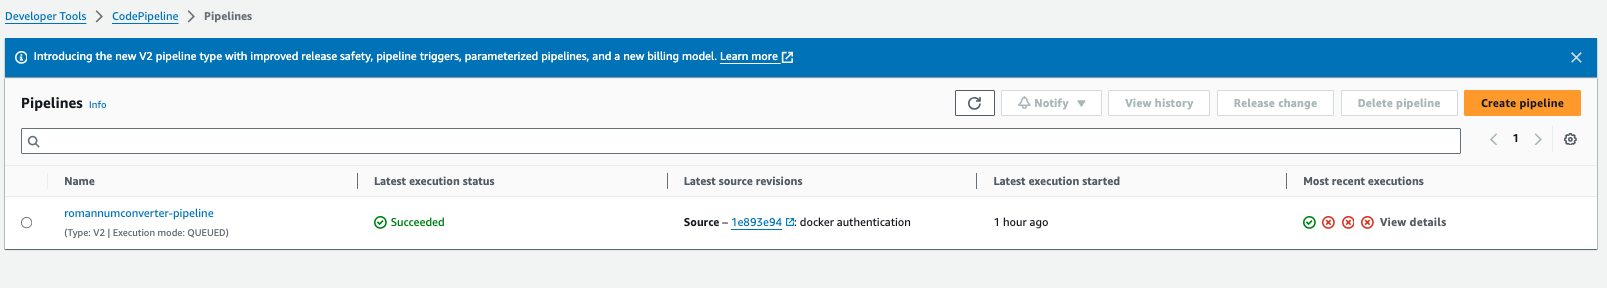 Developer Tools > CodePipeline > Pipelines
Introducing the new V2 pipeline type with improved release safety, pipeline triggers, parameterized pipelines, and a new billing model. Learn more
Pipelines Info
Notify View history Release change Delete pipeline Create pipeline
1
Name Latest execution status Latest source revisions Latest execution started Most recent executions
romannumconverter-pipeline
(Type: V2 | Execution mode: QUEUED)
Succeeded
Source – 1e893e94: docker authentication
1 hour ago
View details